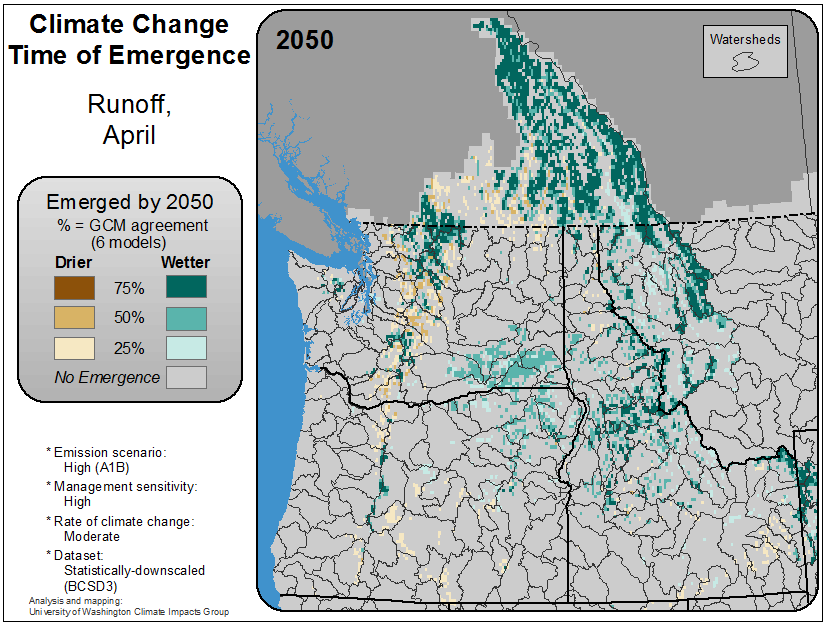 Climate Change
Time of Emergence
Runoff,
April
Emerged by 2050
% = GCM agreement
(6 models)
Drier
Wetter
75%
50%
25%
No Emergence
* Emission scenario:
High (A1B)
* Management sensitivity:
High
* Rate of climate change:
Moderate
* Dataset:
Statistically-downscaled
(BCSD3)
Analysis and mapping:
University of Washington Climate Impacts Group
2050
Watersheds